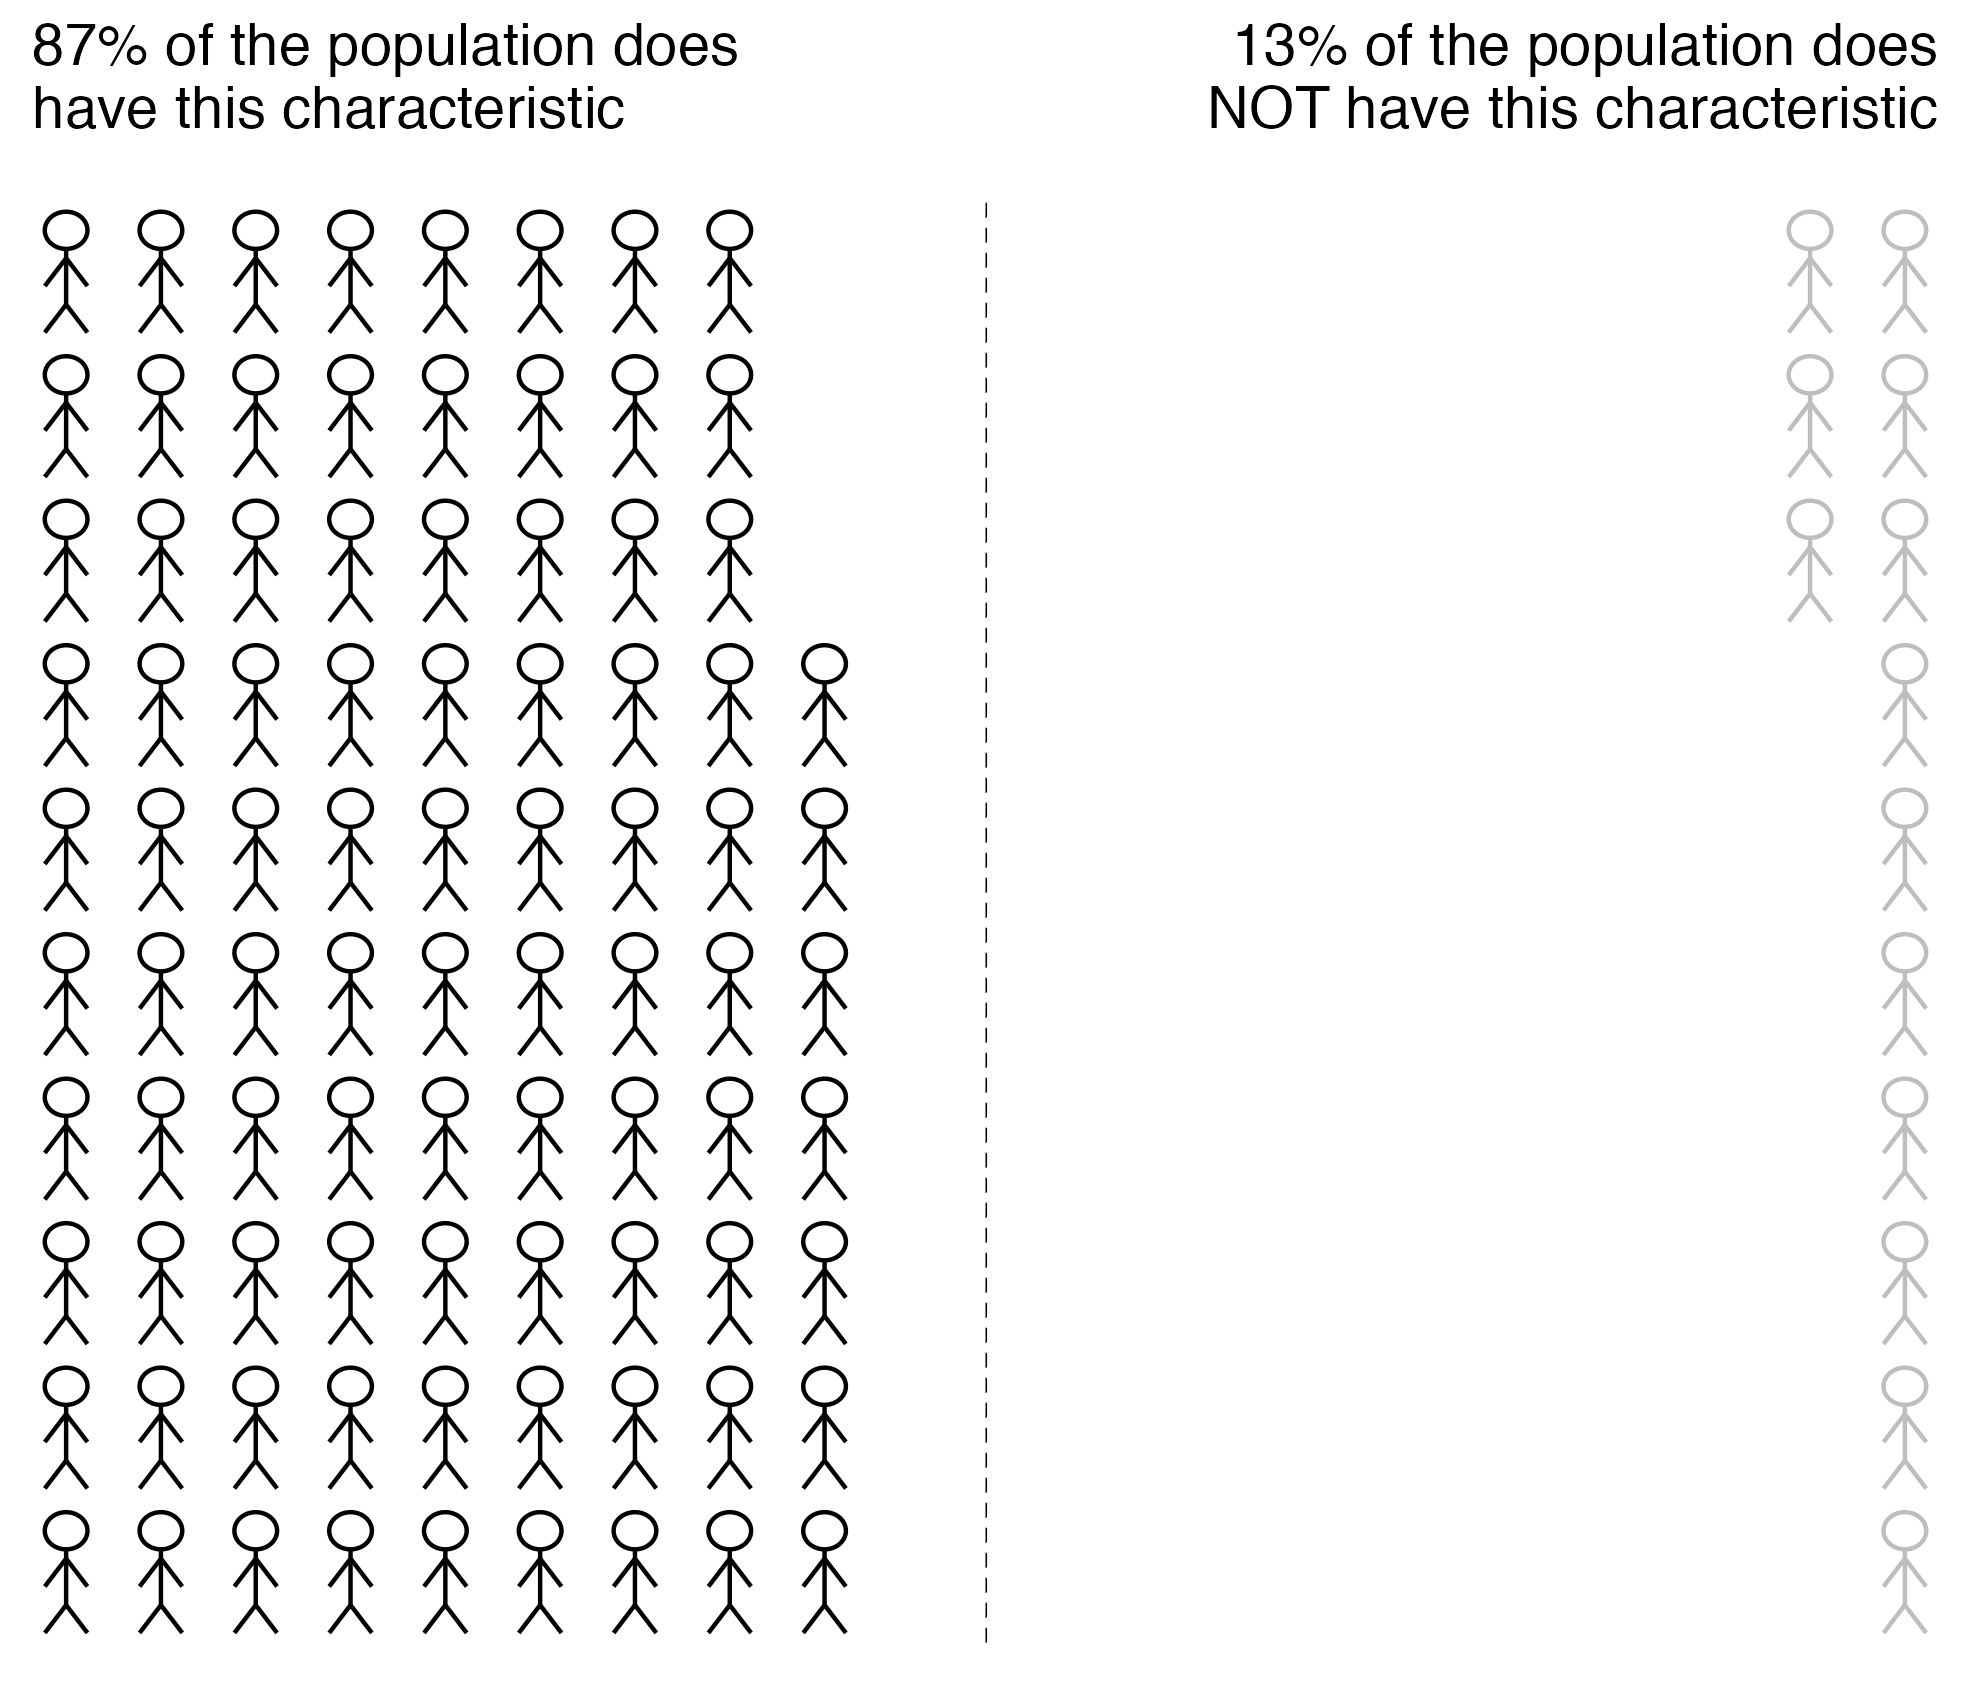 87% of the population does
have this characteristic
13% of the population does
NOT have this characteristic